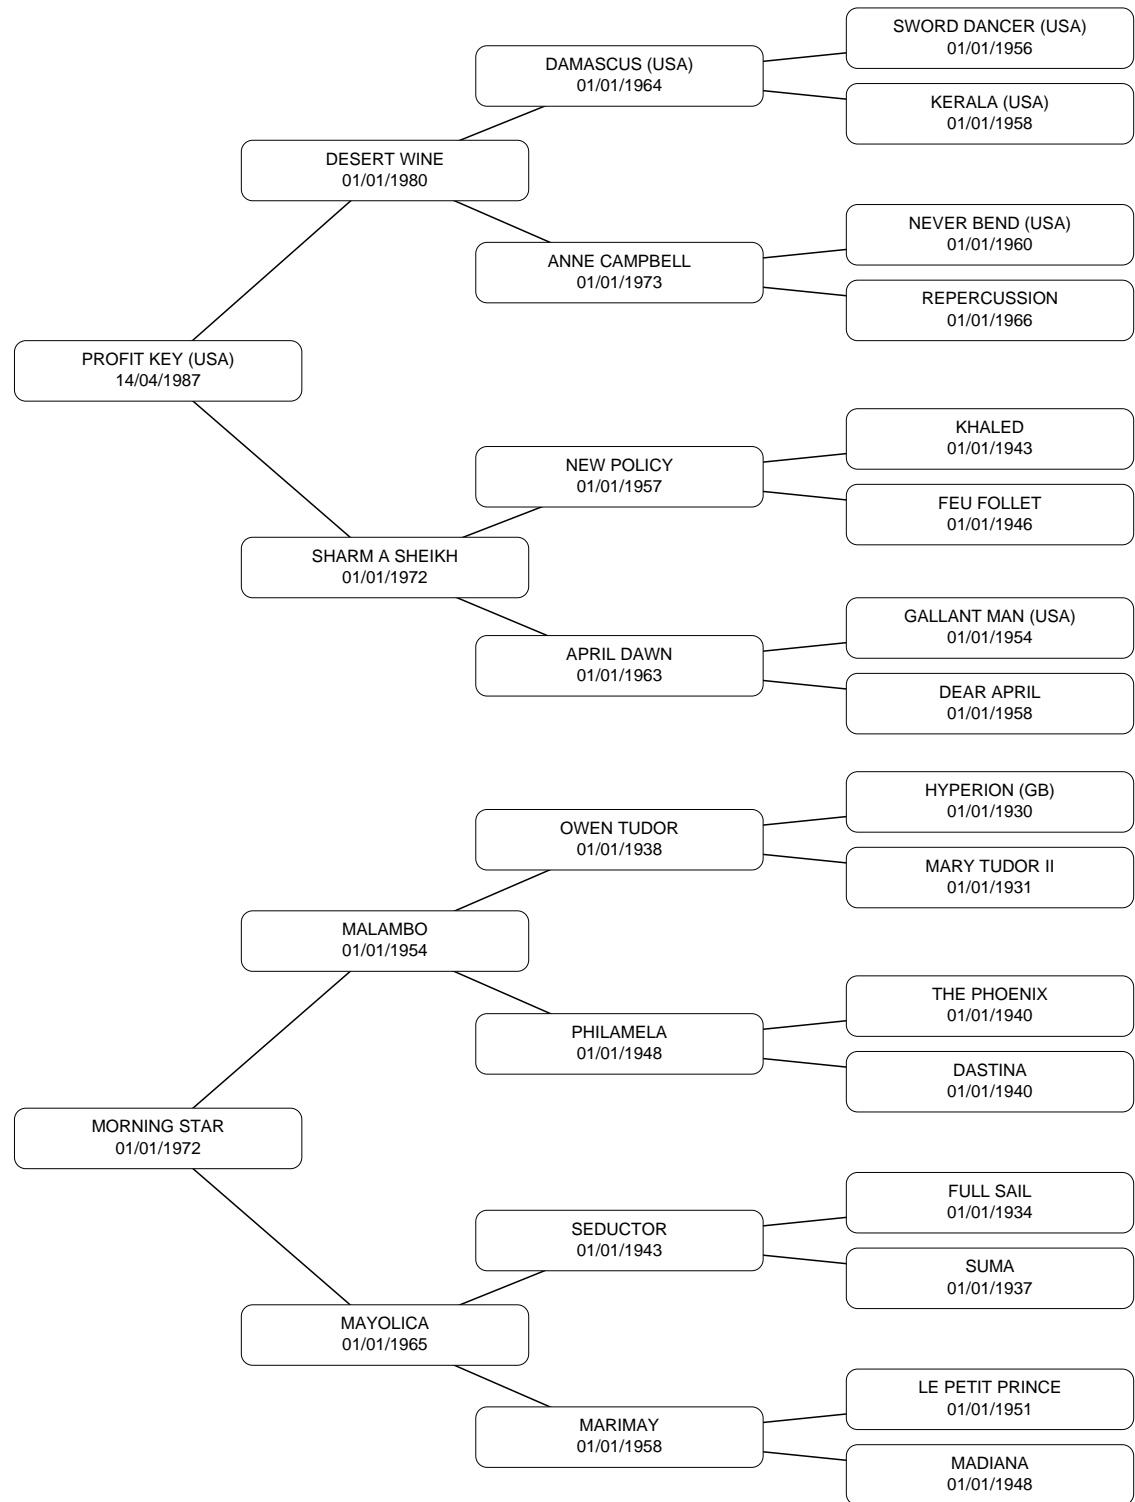 SWORD DANCER (USA)
01/01/1956
DAMASCUS (USA)
01/01/1964
KERALA (USA)
01/01/1958
DESERT WINE
01/01/1980
NEVER BEND (USA)
01/01/1960
ANNE CAMPBELL
01/01/1973
REPERCUSSION
01/01/1966
PROFIT KEY (USA)
14/04/1987
KHALED
01/01/1943
NEW POLICY
01/01/1957
FEU FOLLET
01/01/1946
SHARM A SHEIKH
01/01/1972
GALLANT MAN (USA)
01/01/1954
APRIL DAWN
01/01/1963
DEAR APRIL
01/01/1958
HYPERION (GB)
01/01/1930
OWEN TUDOR
01/01/1938
MARY TUDOR II
01/01/1931
MALAMBO
01/01/1954
THE PHOENIX
01/01/1940
PHILAMELA
01/01/1948
DASTINA
01/01/1940
MORNING STAR
01/01/1972
FULL SAIL
01/01/1934
SEDUCTOR
01/01/1943
SUMA
01/01/1937
MAYOLICA
01/01/1965
LE PETIT PRINCE
01/01/1951
MARIMAY
01/01/1958
MADIANA
01/01/1948